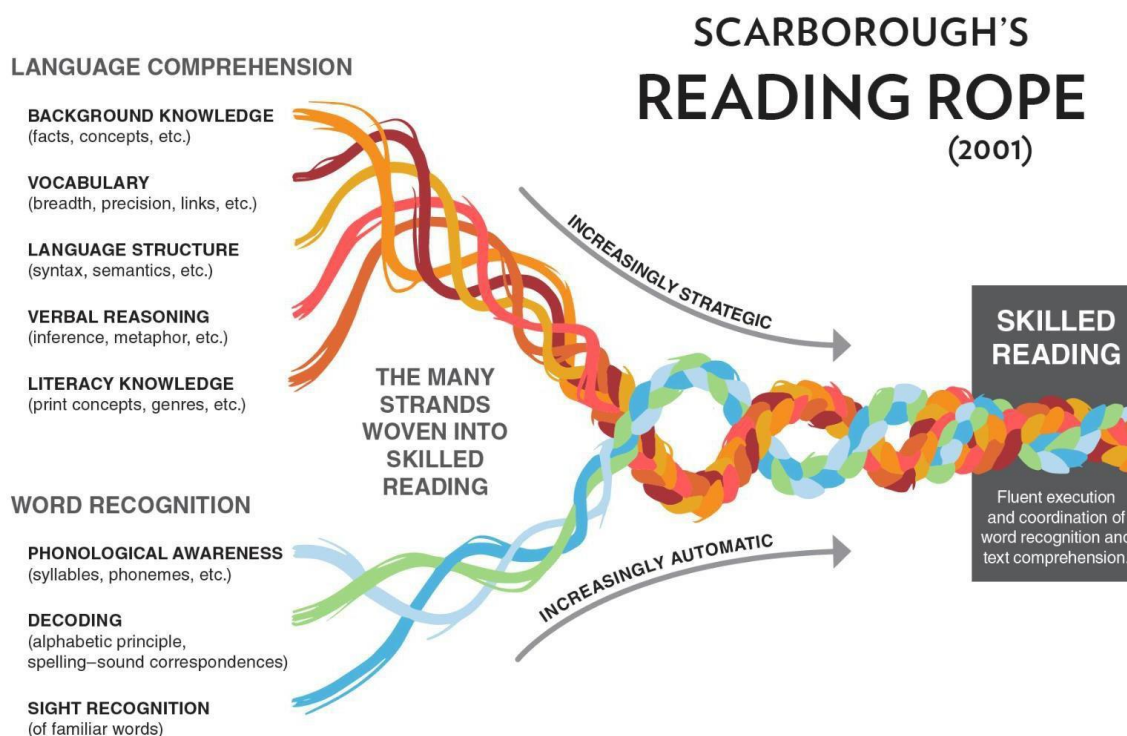 SCARBOROUGH'S
READING ROPE
(2001)
LANGUAGE COMPREHENSION
BACKGROUND KNOWLEDGE
(facts, concepts, etc.)
VOCABULARY
(breadth, precision, links, etc.)
LANGUAGE STRUCTURE
(syntax, semantics, etc.)
VERBAL REASONING
(inference, metaphor, etc.)
LITERACY KNOWLEDGE
(print concepts, genres, etc.)
WORD RECOGNITION
PHONOLOGICAL AWARENESS
(syllables, phonemes, etc.)
DECODING
(alphabetic principle,
spelling–sound correspondences)
SIGHT RECOGNITION
(of familiar words)
THE MANY
STRANDS
WOVEN INTO
SKILLED
READING
INCREASINGLY STRATEGIC
INCREASINGLY AUTOMATIC
SKILLED
READING
Fluent execution
and coordination of
word recognition and
text comprehension.